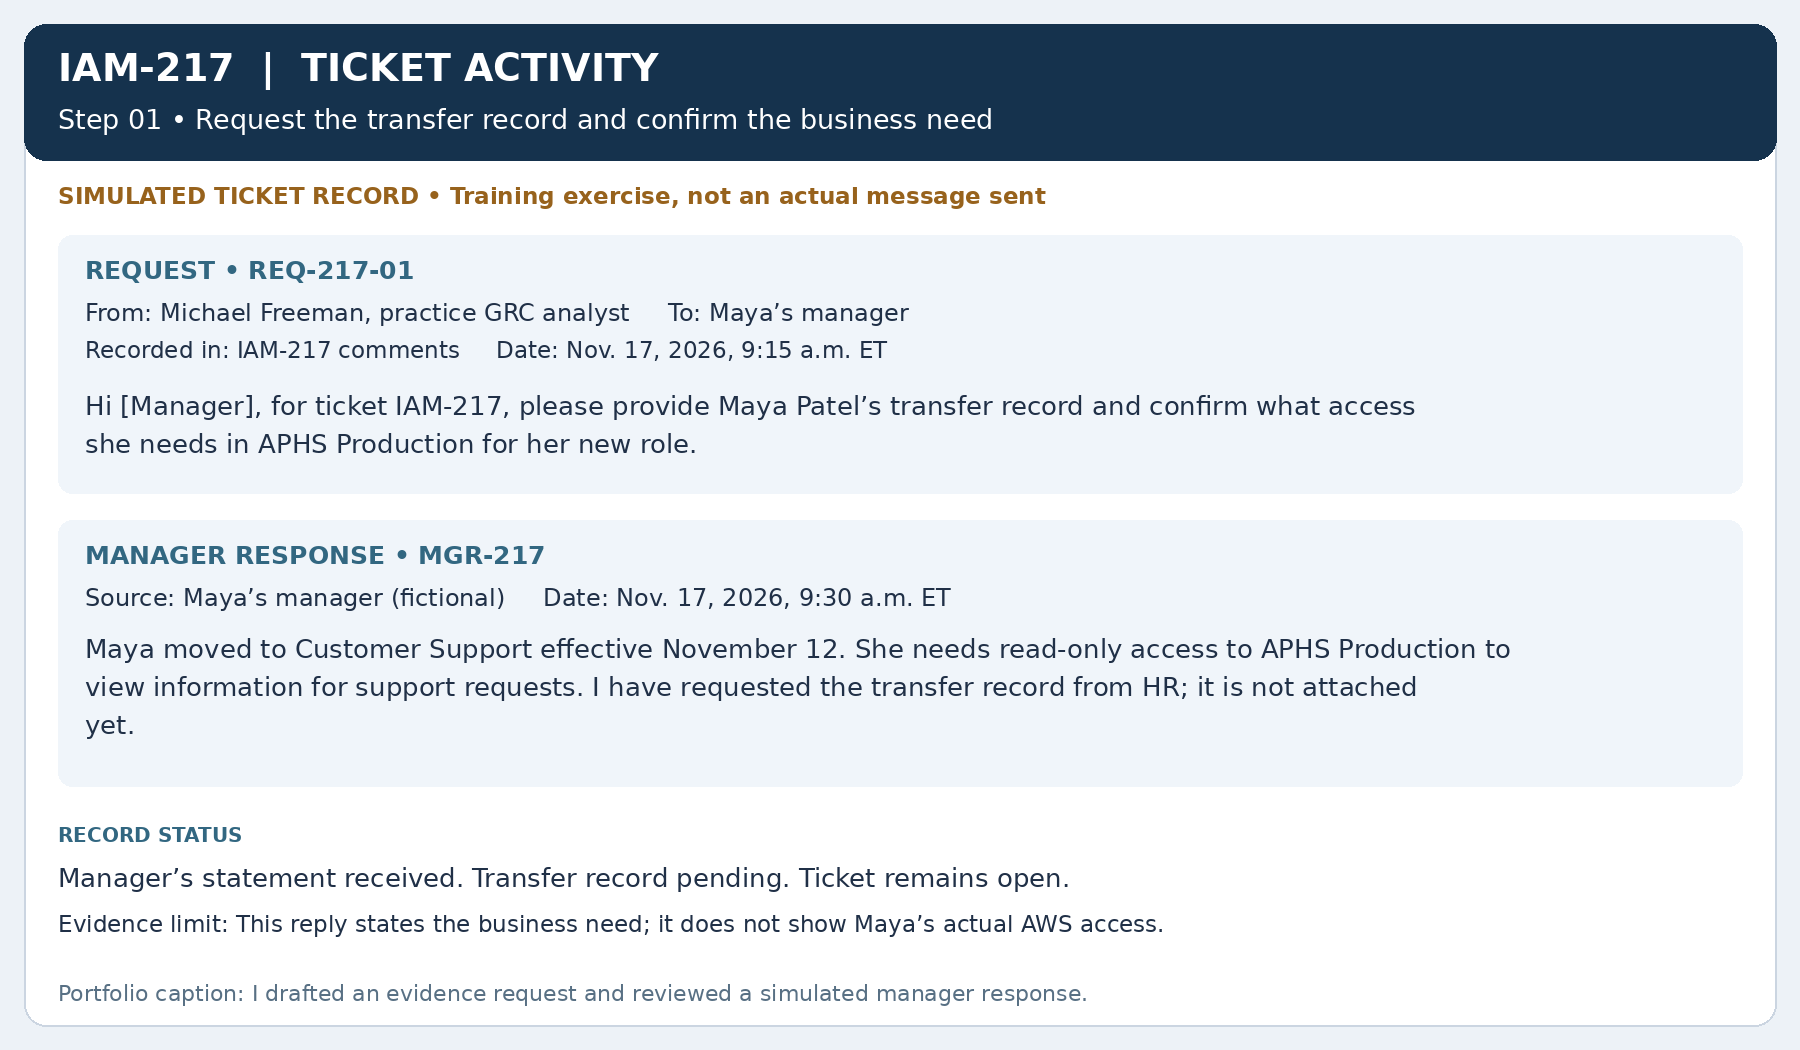 IAM-217 | TICKET ACTIVITY
Step 01 • Request the transfer record and confirm the business need
SIMULATED TICKET RECORD • Training exercise, not an actual message sent
REQUEST • REQ-217-01
From: Michael Freeman, practice GRC analyst To: Maya’s manager
Recorded in: IAM-217 comments Date: Nov. 17, 2026, 9:15 a.m. ET
Hi [Manager], for ticket IAM-217, please provide Maya Patel’s transfer record and confirm what access
she needs in APHS Production for her new role.
MANAGER RESPONSE • MGR-217
Source: Maya’s manager (fictional) Date: Nov. 17, 2026, 9:30 a.m. ET
Maya moved to Customer Support effective November 12. She needs read-only access to APHS Production to
view information for support requests. I have requested the transfer record from HR; it is not attached
yet.
RECORD STATUS
Manager’s statement received. Transfer record pending. Ticket remains open.
Evidence limit: This reply states the business need; it does not show Maya’s actual AWS access.
Portfolio caption: I drafted an evidence request and reviewed a simulated manager response.